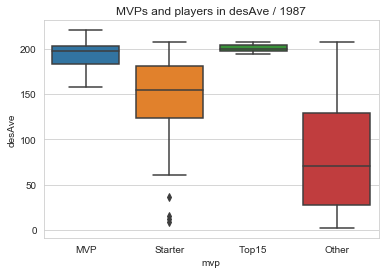 MVPs and players in desAve / 1987
200
150
100
50
0
desAve
MVP Starter Top15 Other
mvp